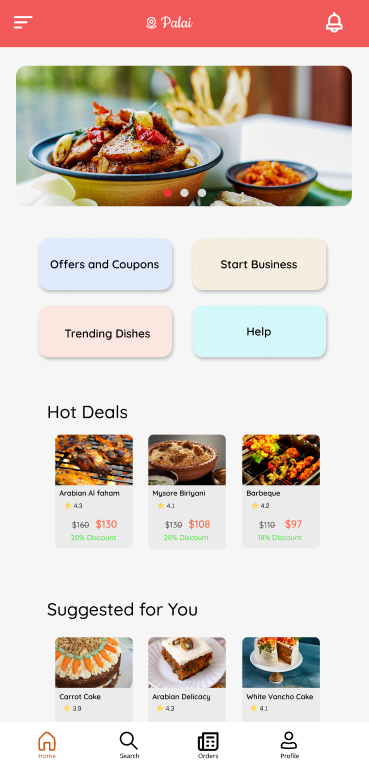 Palai
Offers and Coupons
Start Business
Trending Dishes
Help
Hot Deals
Arabian Al faham
4.3
$160 $130
20% Discount
Mysore Biriyani
4.1
$130 $108
28% Discount
Barbeque
4.2
$110 $97
18% Discount
Suggested for You
Carrot Cake
3.9
Arabian Delicacy
4.3
White Vancho Cake
4.1
Home
Search
Orders
Profile